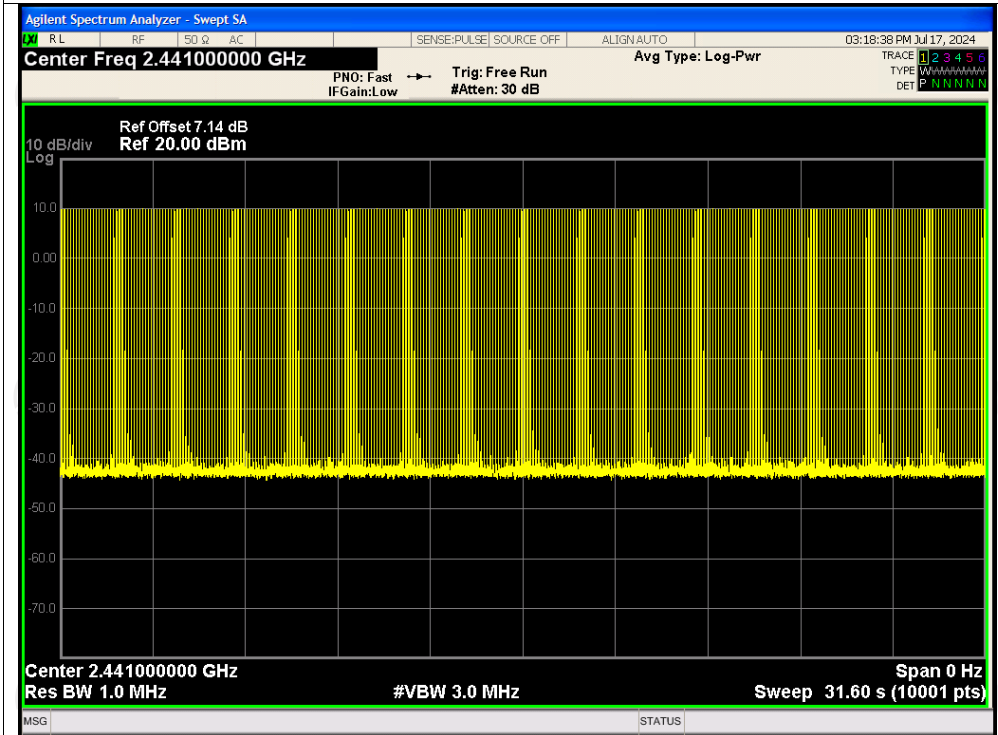 Agilent Spectrum Analyzer - Swept SA
LXI RL RF 50 Ω AC SENSE:PULSE SOURCE OFF ALIGN AUTO 03:18:38 PM Jul 17, 2024
Center Freq 2.441000000 GHz
PNO: Fast
IFGain:Low
Trig: Free Run
#Atten: 30 dB
Avg Type: Log-Pwr
TRACE 1 2 3 4 5 6
TYPE WWWWWW
DET P N N N N N
Ref Offset 7.14 dB
10 dB/div Ref 20.00 dBm
Log
10.0
0.00
-10.0
-20.0
-30.0
-40.0
-50.0
-60.0
-70.0
Center 2.441000000 GHz Span 0 Hz
Res BW 1.0 MHz #VBW 3.0 MHz Sweep 31.60 s (10001 pts)
MSG STATUS